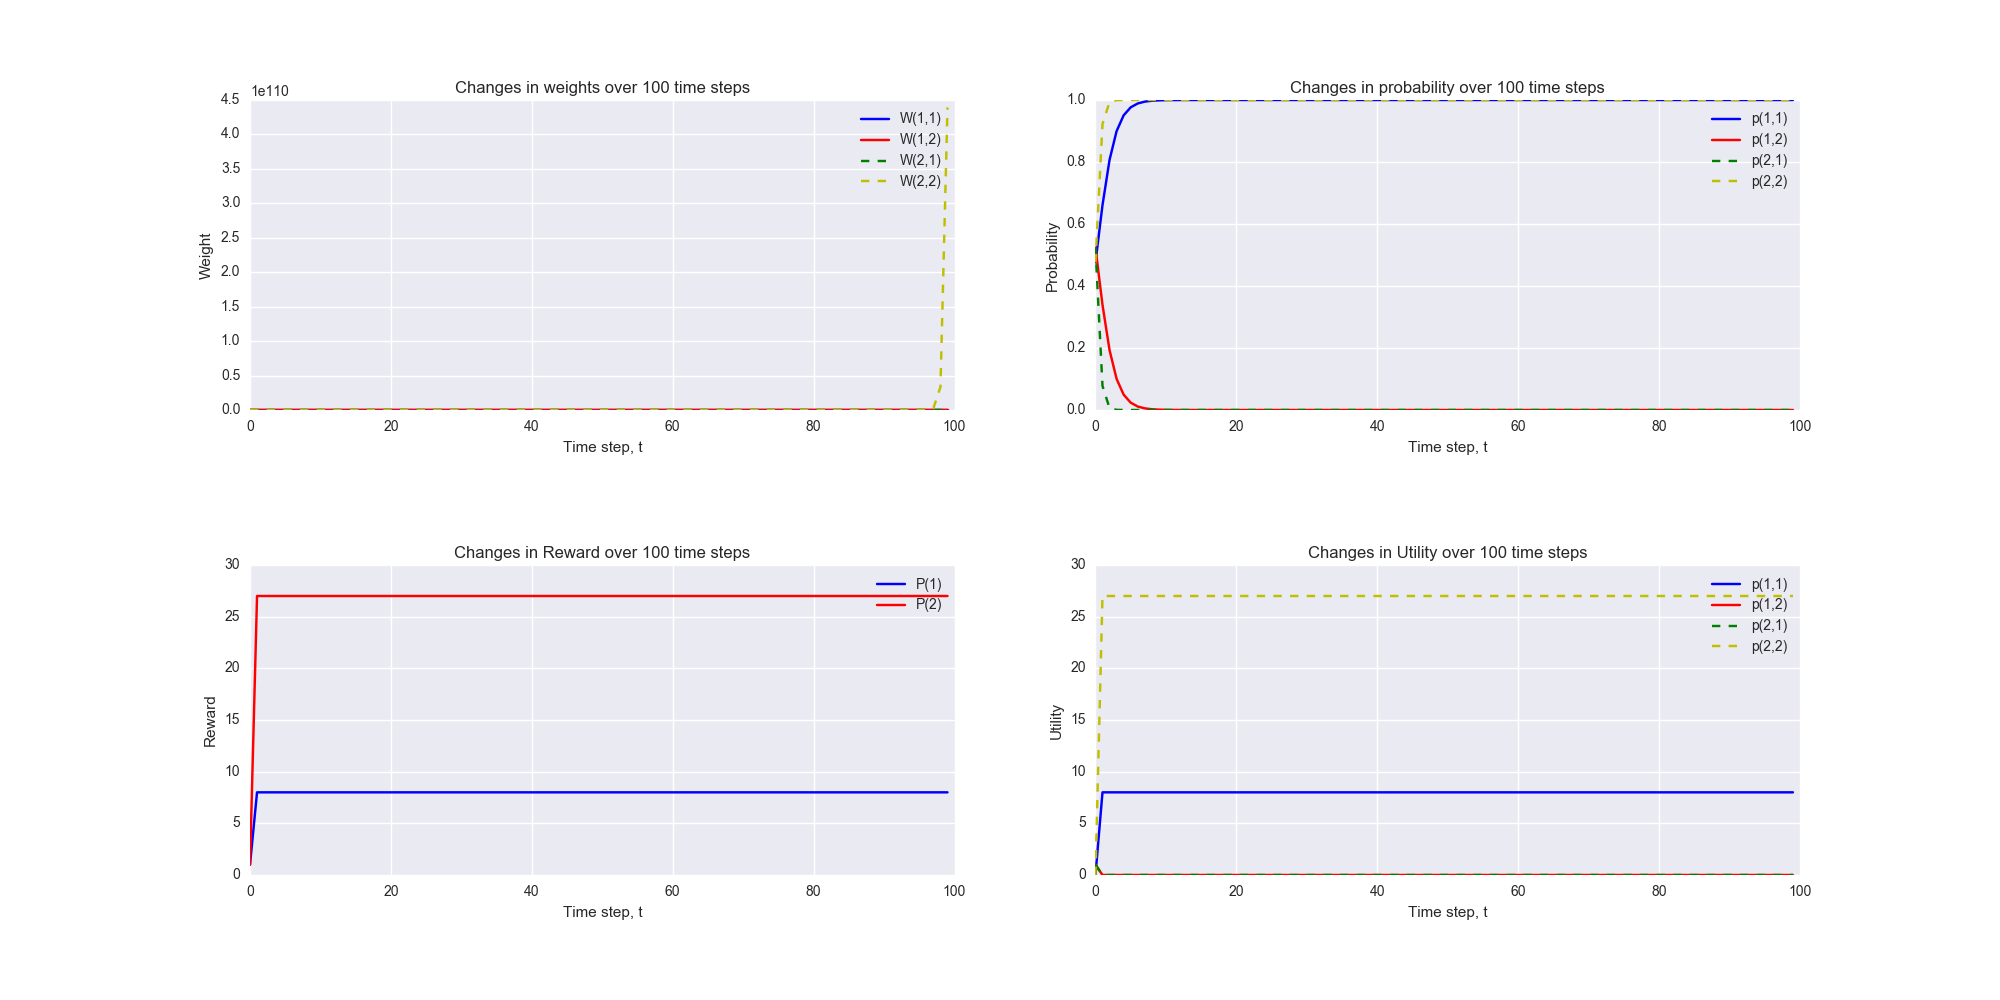 Changes in weights over 100 time steps
1e110
4.5
4.0
3.5
3.0
2.5
2.0
1.5
1.0
0.5
0.0
Weight
0 20 40 60 80 100
Time step, t
W(1,1)
W(1,2)
W(2,1)
W(2,2)
Changes in probability over 100 time steps
1.0
0.8
0.6
0.4
0.2
0.0
Probability
0 20 40 60 80 100
Time step, t
p(1,1)
p(1,2)
p(2,1)
p(2,2)
Changes in Reward over 100 time steps
30
25
20
15
10
5
0
Reward
0 20 40 60 80 100
Time step, t
P(1)
P(2)
Changes in Utility over 100 time steps
30
25
20
15
10
5
0
Utility
0 20 40 60 80 100
Time step, t
p(1,1)
p(1,2)
p(2,1)
p(2,2)